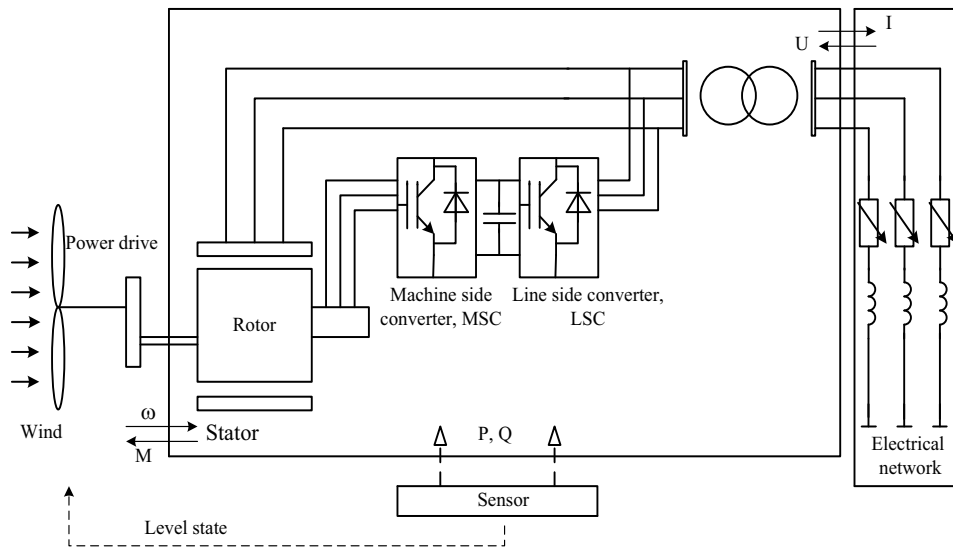 I
U
Power drive
Machine side
converter, MSC
Line side converter,
LSC
Rotor
Wind
ω
M
Stator
P, Q
Electrical
network
Sensor
Level state